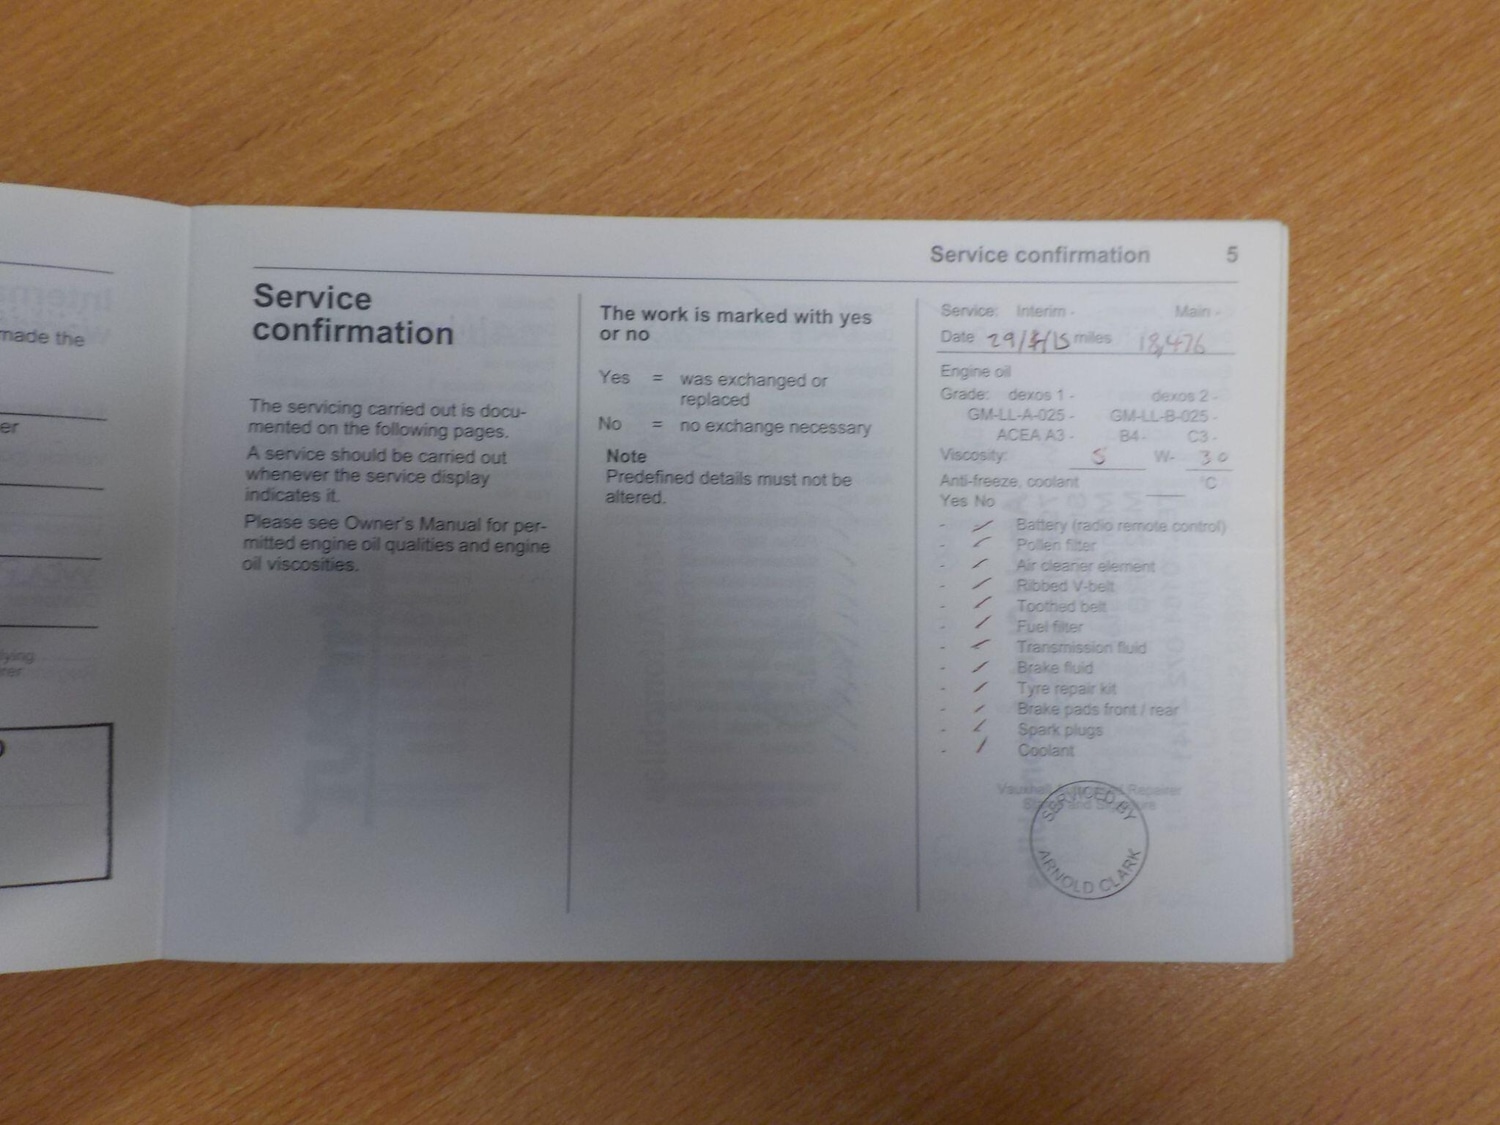 made the
er
lying
rer
Service confirmation 5
Service
confirmation
The servicing carried out is docu-
mented on the following pages.
A service should be carried out
whenever the service display
indicates it.
Please see Owner's Manual for per-
mitted engine oil qualities and engine
oil viscosities.
The work is marked with yes
or no
Yes = was exchanged or
replaced
No = no exchange necessary
Note
Predefined details must not be
altered.
Service: Interim - Main -
Date 29/ /15 miles 18,476
Engine oil
Grade: dexos 1 - dexos 2 -
GM-LL-A-025 - GM-LL-B-025 -
ACEA A3 - B4 - C3 -
Viscosity: 5 W- 30
Anti-freeze, coolant °C
Yes No
- Battery (radio remote control)
- Pollen filter
- Air cleaner element
- Ribbed V-belt
- Toothed belt
- Fuel filter
- Transmission fluid
- Brake fluid
- Tyre repair kit
- Brake pads front / rear
- Spark plugs
- Coolant
Vauxhall Repairer
and
SERVICED BY
ARNOLD CLARK